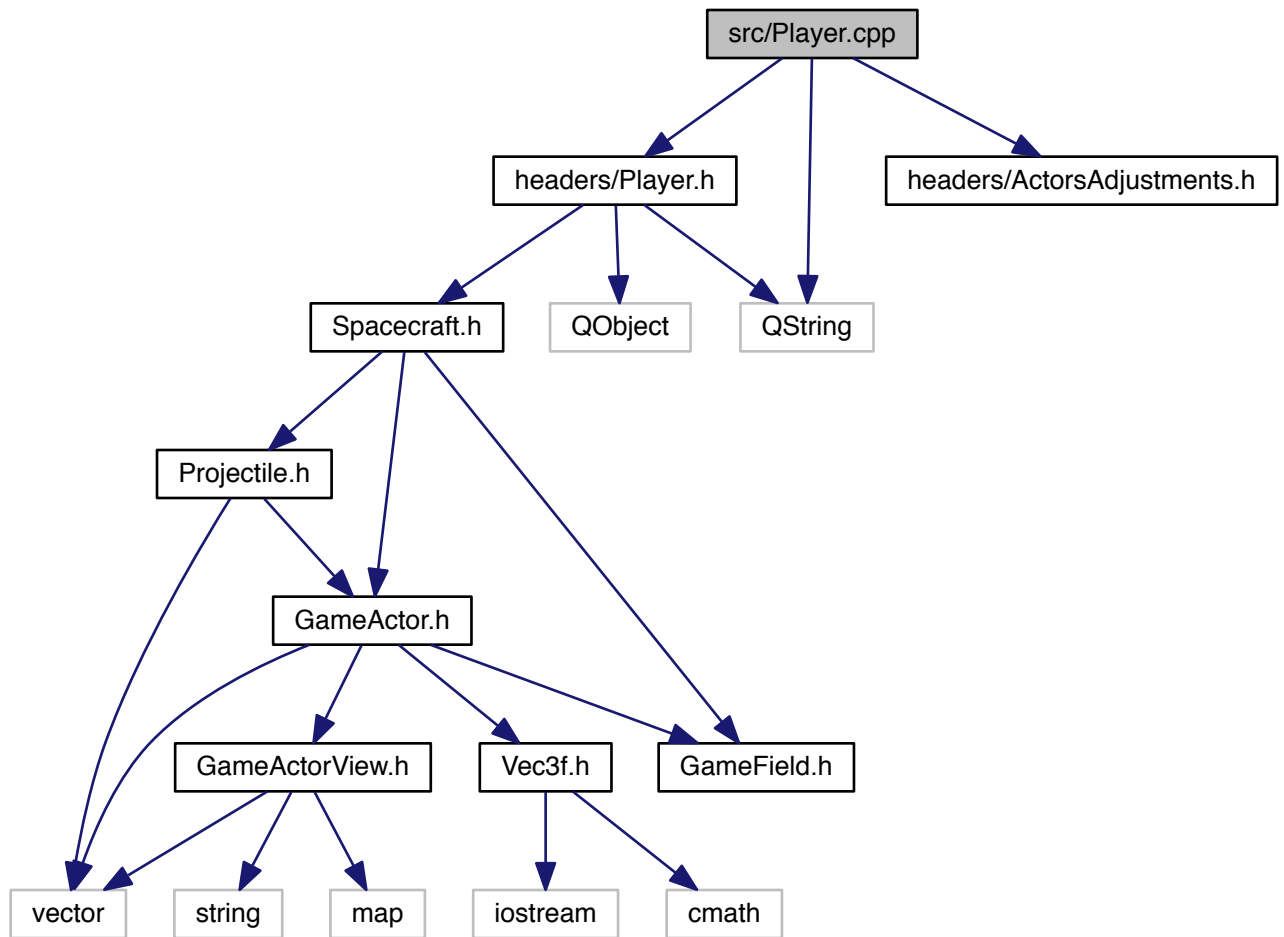 src/Player.cpp
headers/Player.h
headers/ActorsAdjustments.h
Spacecraft.h
QObject
QString
Projectile.h
GameActor.h
GameActorView.h
Vec3f.h
GameField.h
vector
string
map
iostream
cmath